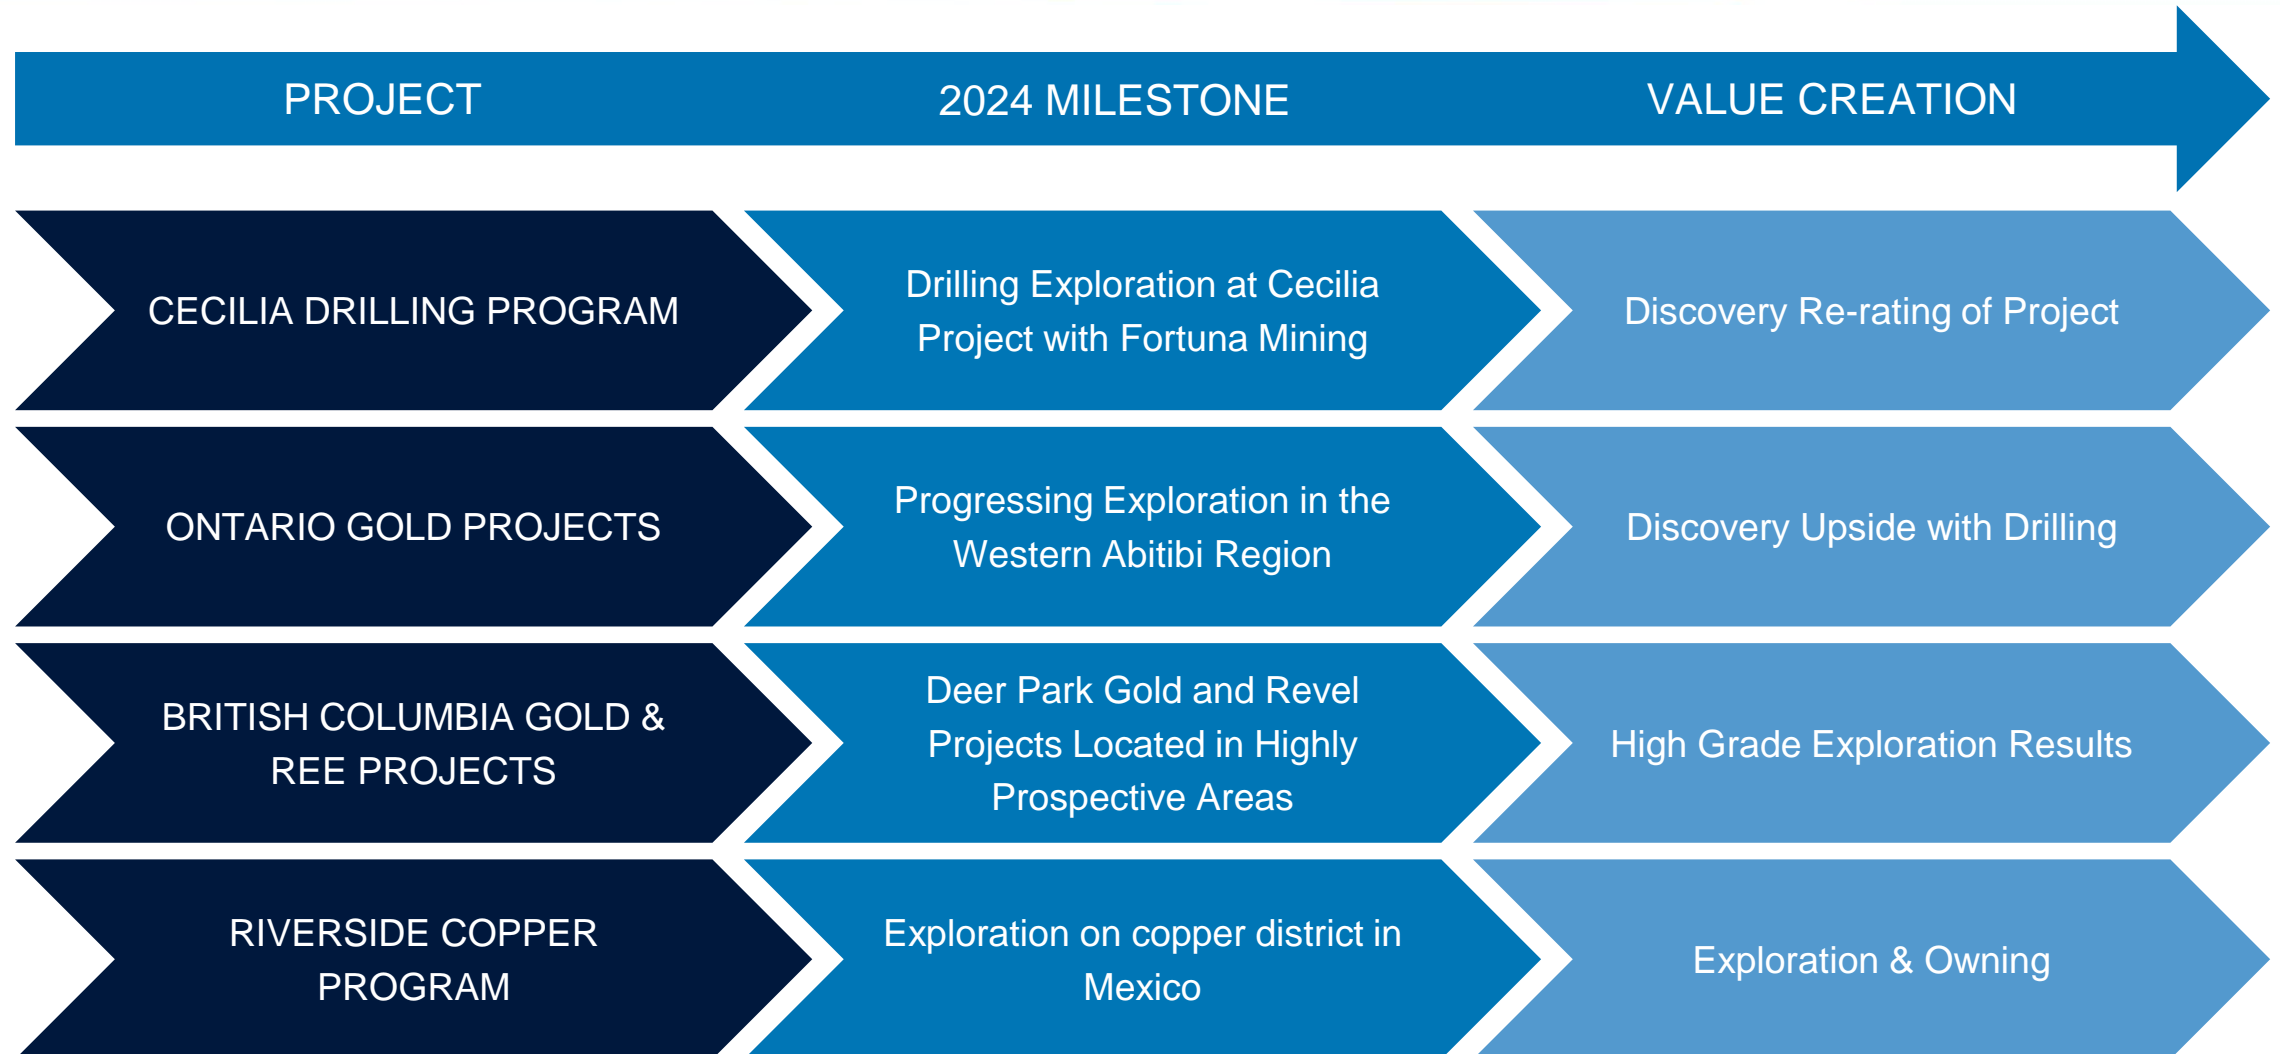 PROJECT
2024 MILESTONE
VALUE CREATION
CECILIA DRILLING PROGRAM
Drilling Exploration at Cecilia
Project with Fortuna Mining
Discovery Re-rating of Project
ONTARIO GOLD PROJECTS
Progressing Exploration in the
Western Abitibi Region
Discovery Upside with Drilling
BRITISH COLUMBIA GOLD &
REE PROJECTS
Deer Park Gold and Revel
Projects Located in Highly
Prospective Areas
High Grade Exploration Results
RIVERSIDE COPPER
PROGRAM
Exploration on copper district in
Mexico
Exploration & Owning